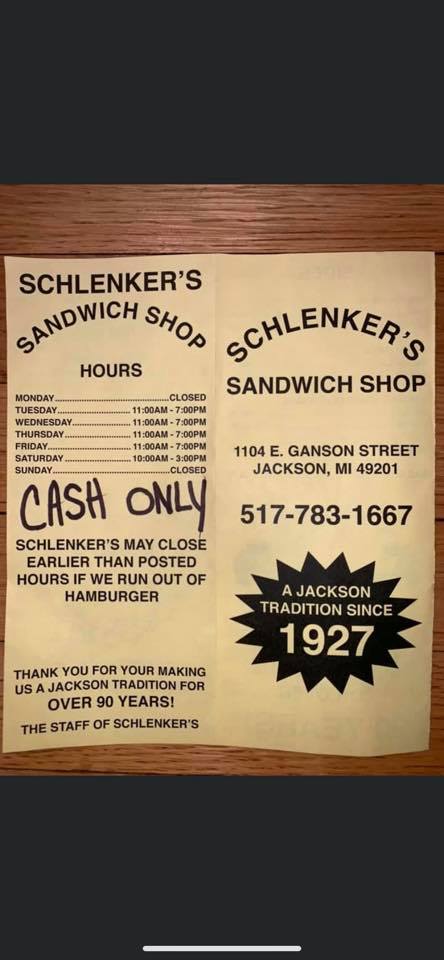 SCHLENKER'S
SANDWICH SHOP
HOURS
MONDAY..........................................CLOSED
TUESDAY........................... 11:00AM - 7:00PM
WEDNESDAY..................... 11:00AM - 7:00PM
THURSDAY........................ 11:00AM - 7:00PM
FRIDAY............................... 11:00AM - 7:00PM
SATURDAY........................ 10:00AM - 3:00PM
SUNDAY...........................................CLOSED
CASH ONLY
SCHLENKER'S MAY CLOSE
EARLIER THAN POSTED
HOURS IF WE RUN OUT OF
HAMBURGER
THANK YOU FOR YOUR MAKING
US A JACKSON TRADITION FOR
OVER 90 YEARS!
THE STAFF OF SCHLENKER'S
SCHLENKER'S
SANDWICH SHOP
1104 E. GANSON STREET
JACKSON, MI 49201
517-783-1667
A JACKSON
TRADITION SINCE
1927